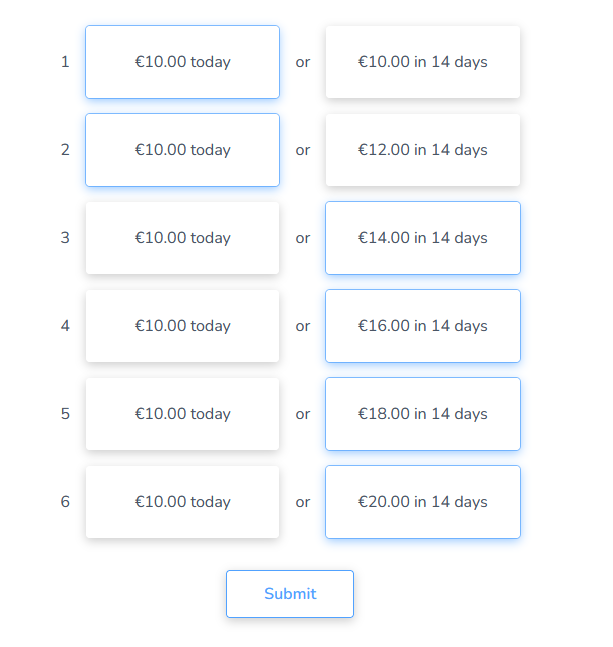 1 €10.00 today or €10.00 in 14 days
2 €10.00 today or €12.00 in 14 days
3 €10.00 today or €14.00 in 14 days
4 €10.00 today or €16.00 in 14 days
5 €10.00 today or €18.00 in 14 days
6 €10.00 today or €20.00 in 14 days
Submit